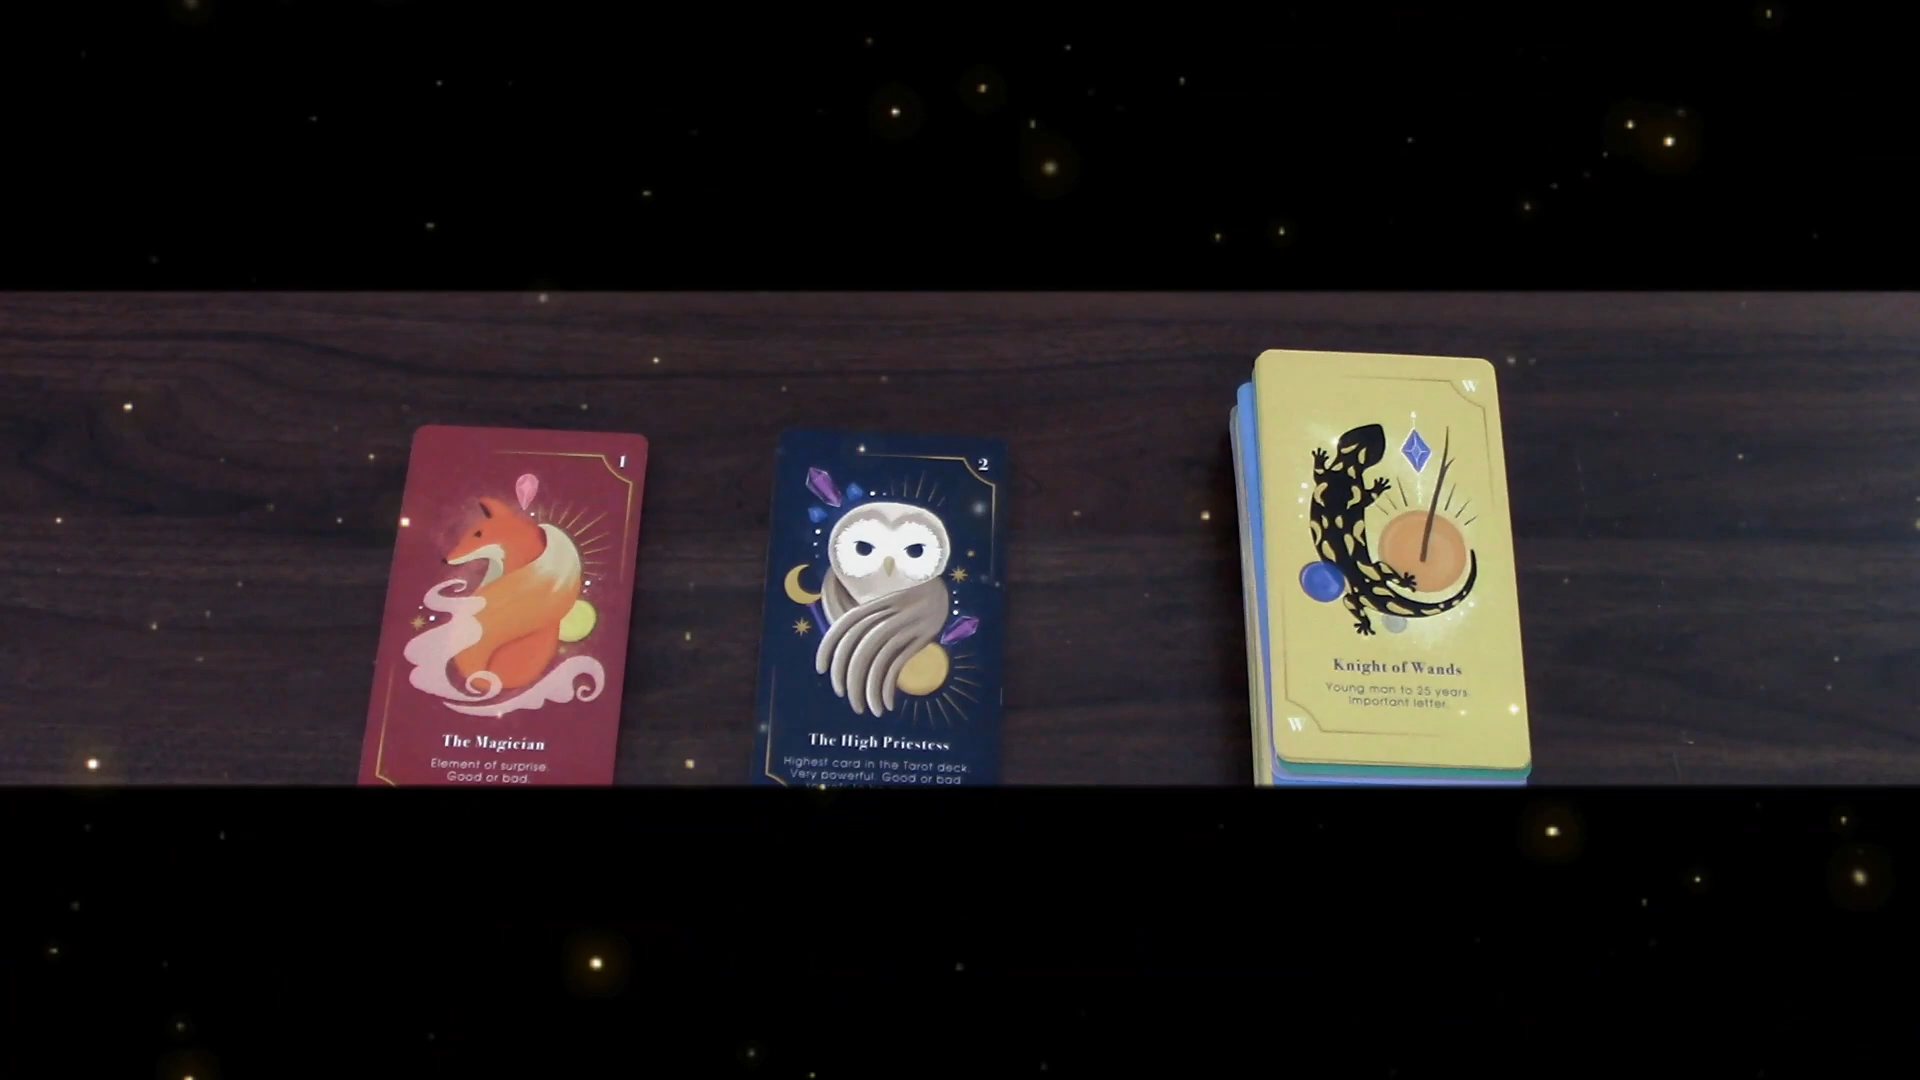 1
The Magician
Element of surprise.
Good or bad.
2
The High Priestess
Highest card in the Tarot deck.
Very powerful. Good or bad
W
Knight of Wands
Young man to 25 years.
Important letter.
W